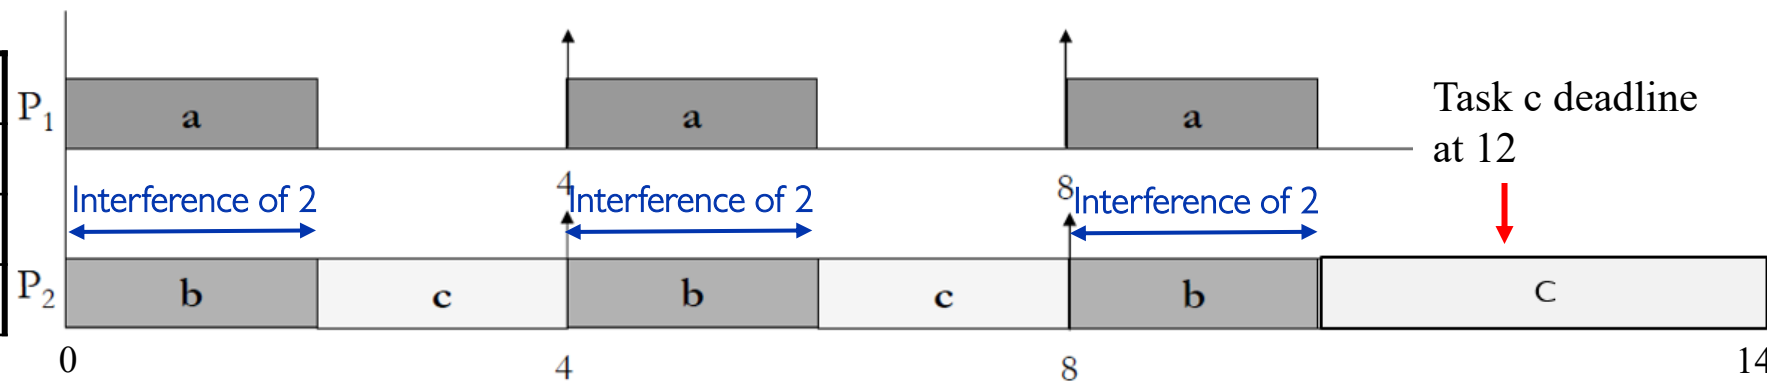 P1
a
a
a
Task c deadline
at 12
4
8
Interference of 2
Interference of 2
Interference of 2
P2
b
c
b
c
b
C
0
4
8
14